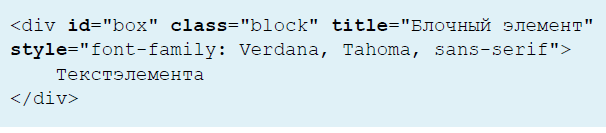 <div id="box" class="block" title="Блочный элемент"
style="font-family: Verdana, Tahoma, sans-serif">
    Текстэлемента
</div>